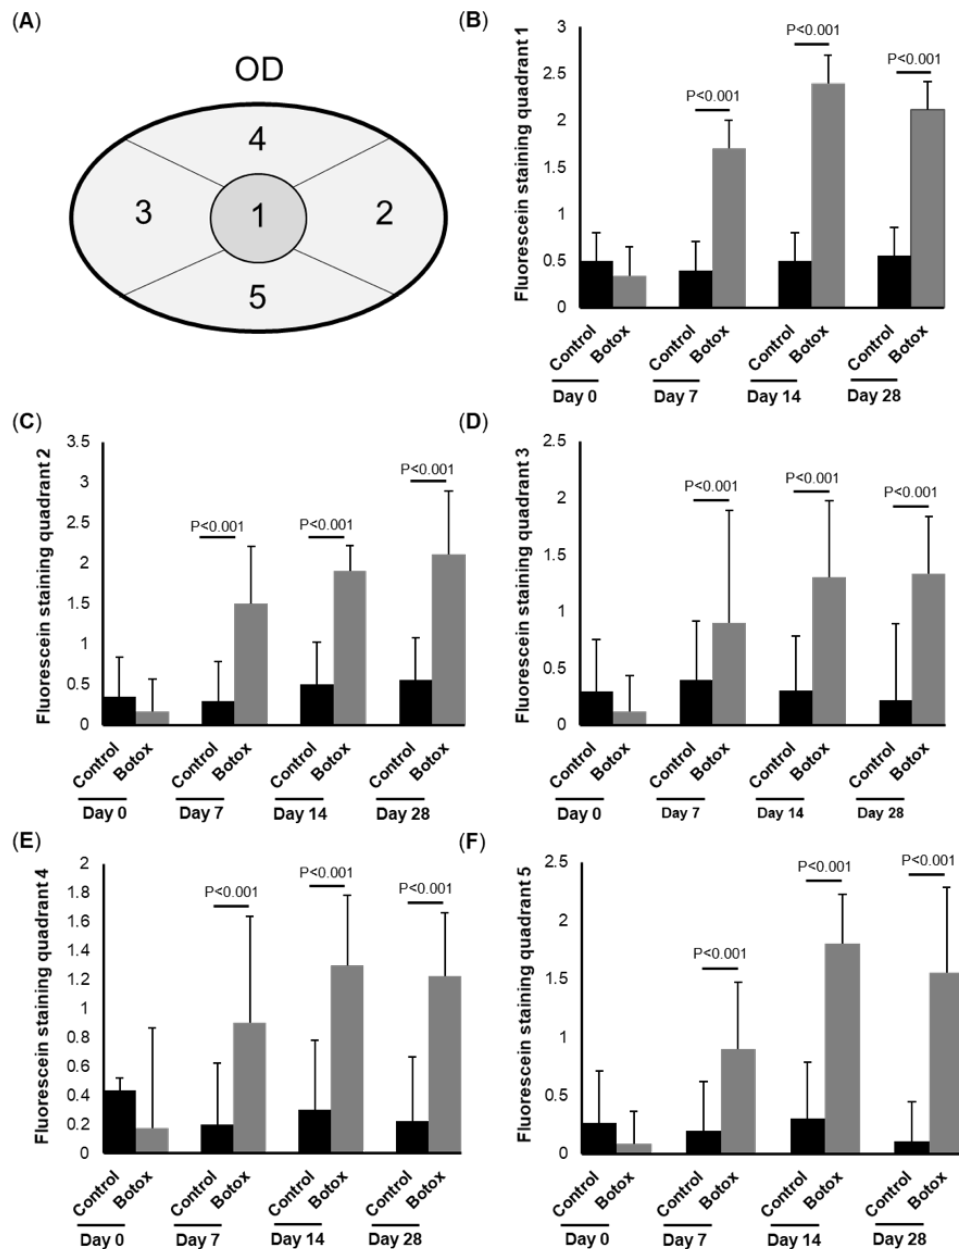 (A)
OD
4
3
1
2
5
(B)
Fluorescein staining quadrant 1
3
2.5
2
1.5
1
0.5
0
P<0.001
P<0.001
P<0.001
Control
Botox
Control
Botox
Control
Botox
Control
Botox
Day 0
Day 7
Day 14
Day 28
(C)
Fluorescein staining quadrant 2
3.5
3
2.5
2
1.5
1
0.5
0
P<0.001
P<0.001
P<0.001
Control
Botox
Control
Botox
Control
Botox
Control
Botox
Day 0
Day 7
Day 14
Day 28
(D)
Fluorescein staining quadrant 3
2.5
2
1.5
1
0.5
0
P<0.001
P<0.001
P<0.001
Control
Botox
Control
Botox
Control
Botox
Control
Botox
Day 0
Day 7
Day 14
Day 28
(E)
Fluorescein staining quadrant 4
2
1.8
1.6
1.4
1.2
1
0.8
0.6
0.4
0.2
0
P<0.001
P<0.001
P<0.001
Control
Botox
Control
Botox
Control
Botox
Control
Botox
Day 0
Day 7
Day 14
Day 28
(F)
Fluorescein staining quadrant 5
2.5
2
1.5
1
0.5
0
P<0.001
P<0.001
P<0.001
Control
Botox
Control
Botox
Control
Botox
Control
Botox
Day 0
Day 7
Day 14
Day 28